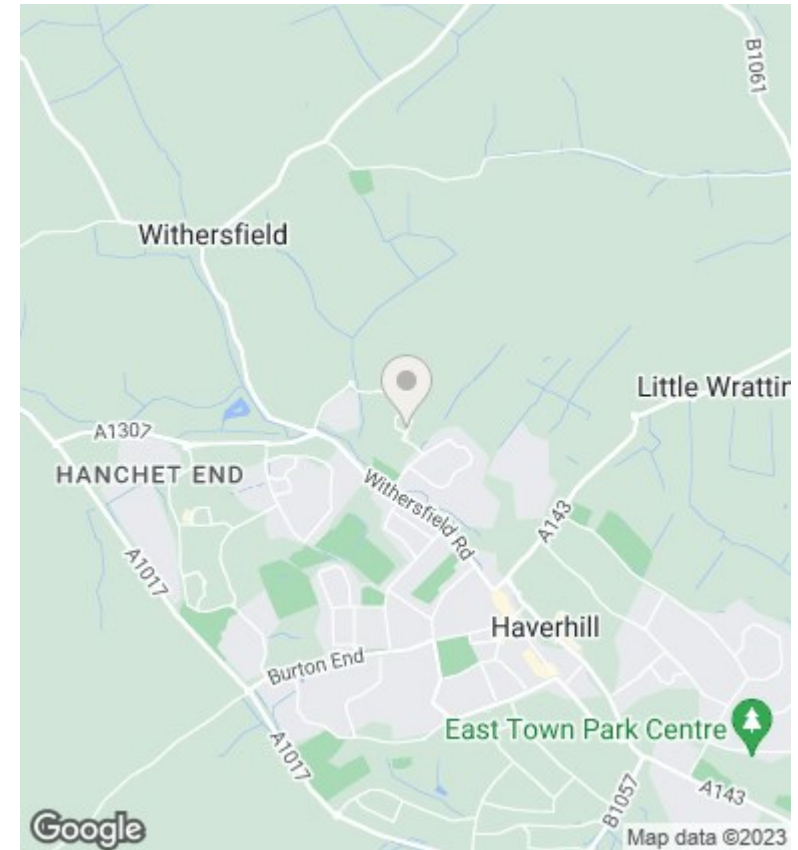 B1061
Withersfield
Little Wrattin
A1307
HANCHET END
Withersfield Rd
A143
A1017
Haverhill
Burton End
East Town Park Centre
A1017
B1057
A143
Google
Map data ©2023